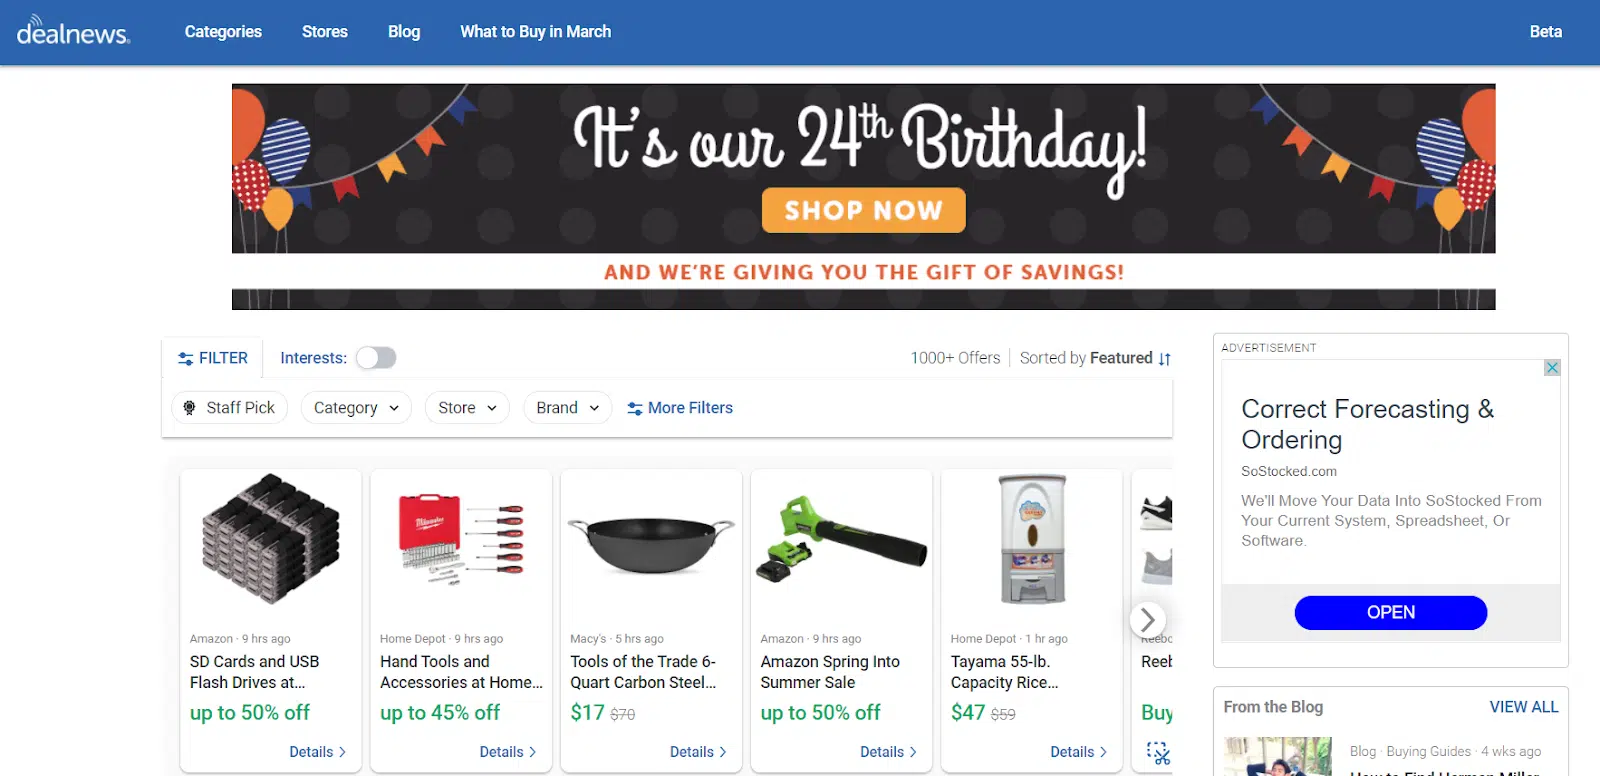 dealnews.
Categories
Stores
Blog
What to Buy in March
Beta
It's our 24th Birthday!
SHOP NOW
AND WE'RE GIVING YOU THE GIFT OF SAVINGS!
FILTER
Interests:
1000+ Offers
Sorted by Featured
Staff Pick
Category
Store
Brand
More Filters
Amazon · 9 hrs ago
SD Cards and USB
Flash Drives at...
up to 50% off
Details
Milwaukee
Home Depot · 9 hrs ago
Hand Tools and
Accessories at Home...
up to 45% off
Details
Macy's · 5 hrs ago
Tools of the Trade 6-
Quart Carbon Steel...
$17 $70
Details
Amazon · 9 hrs ago
Amazon Spring Into
Summer Sale
up to 50% off
Details
Home Depot · 1 hr ago
Tayama 55-lb.
Capacity Rice...
$47 $59
Details
Reebo
Reeb
Buy
ADVERTISEMENT
Correct Forecasting &
Ordering
SoStocked.com
We'll Move Your Data Into SoStocked From
Your Current System, Spreadsheet, Or
Software.
OPEN
From the Blog
VIEW ALL
Blog · Buying Guides · 4 wks ago
How to Find Herman Miller